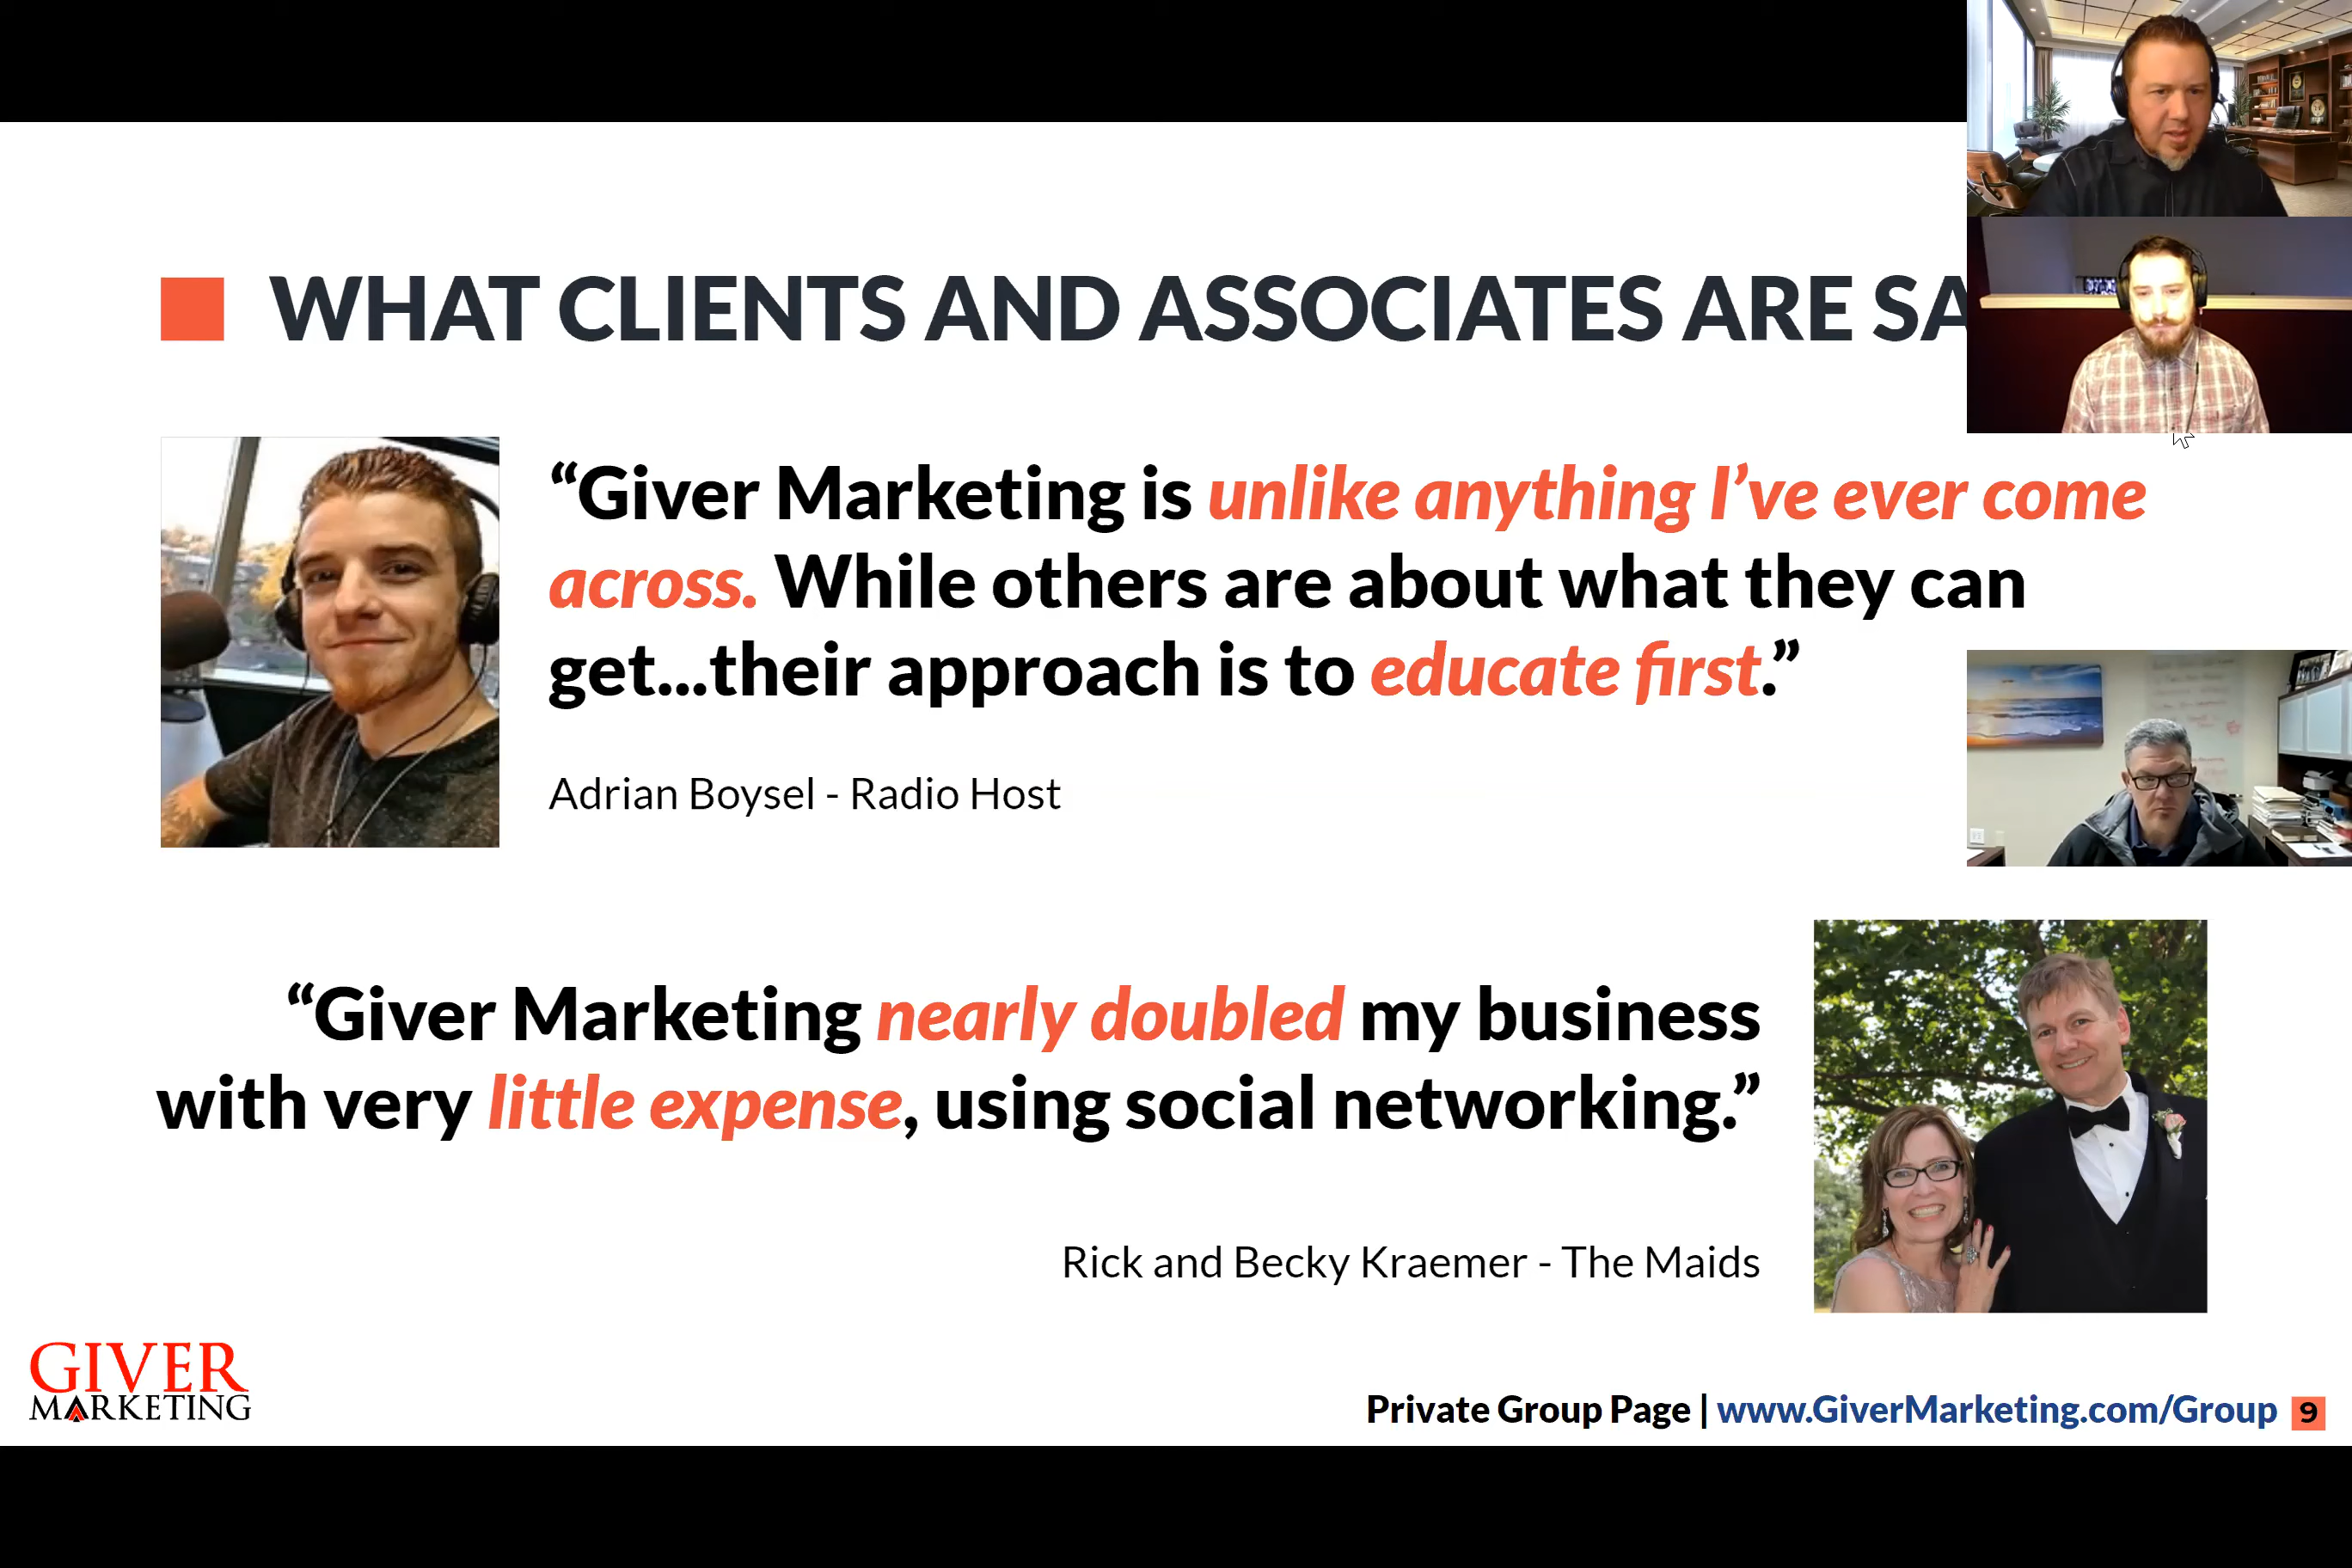 WHAT CLIENTS AND ASSOCIATES ARE
“Giver Marketing is unlike anything I’ve ever come
across. While others are about what they can
get...their approach is to educate first.”
Adrian Boysel - Radio Host
“Giver Marketing nearly doubled my business
with very little expense, using social networking.”
Rick and Becky Kraemer - The Maids
GIVER
MARKETING
Private Group Page | www.GiverMarketing.com/Group 9